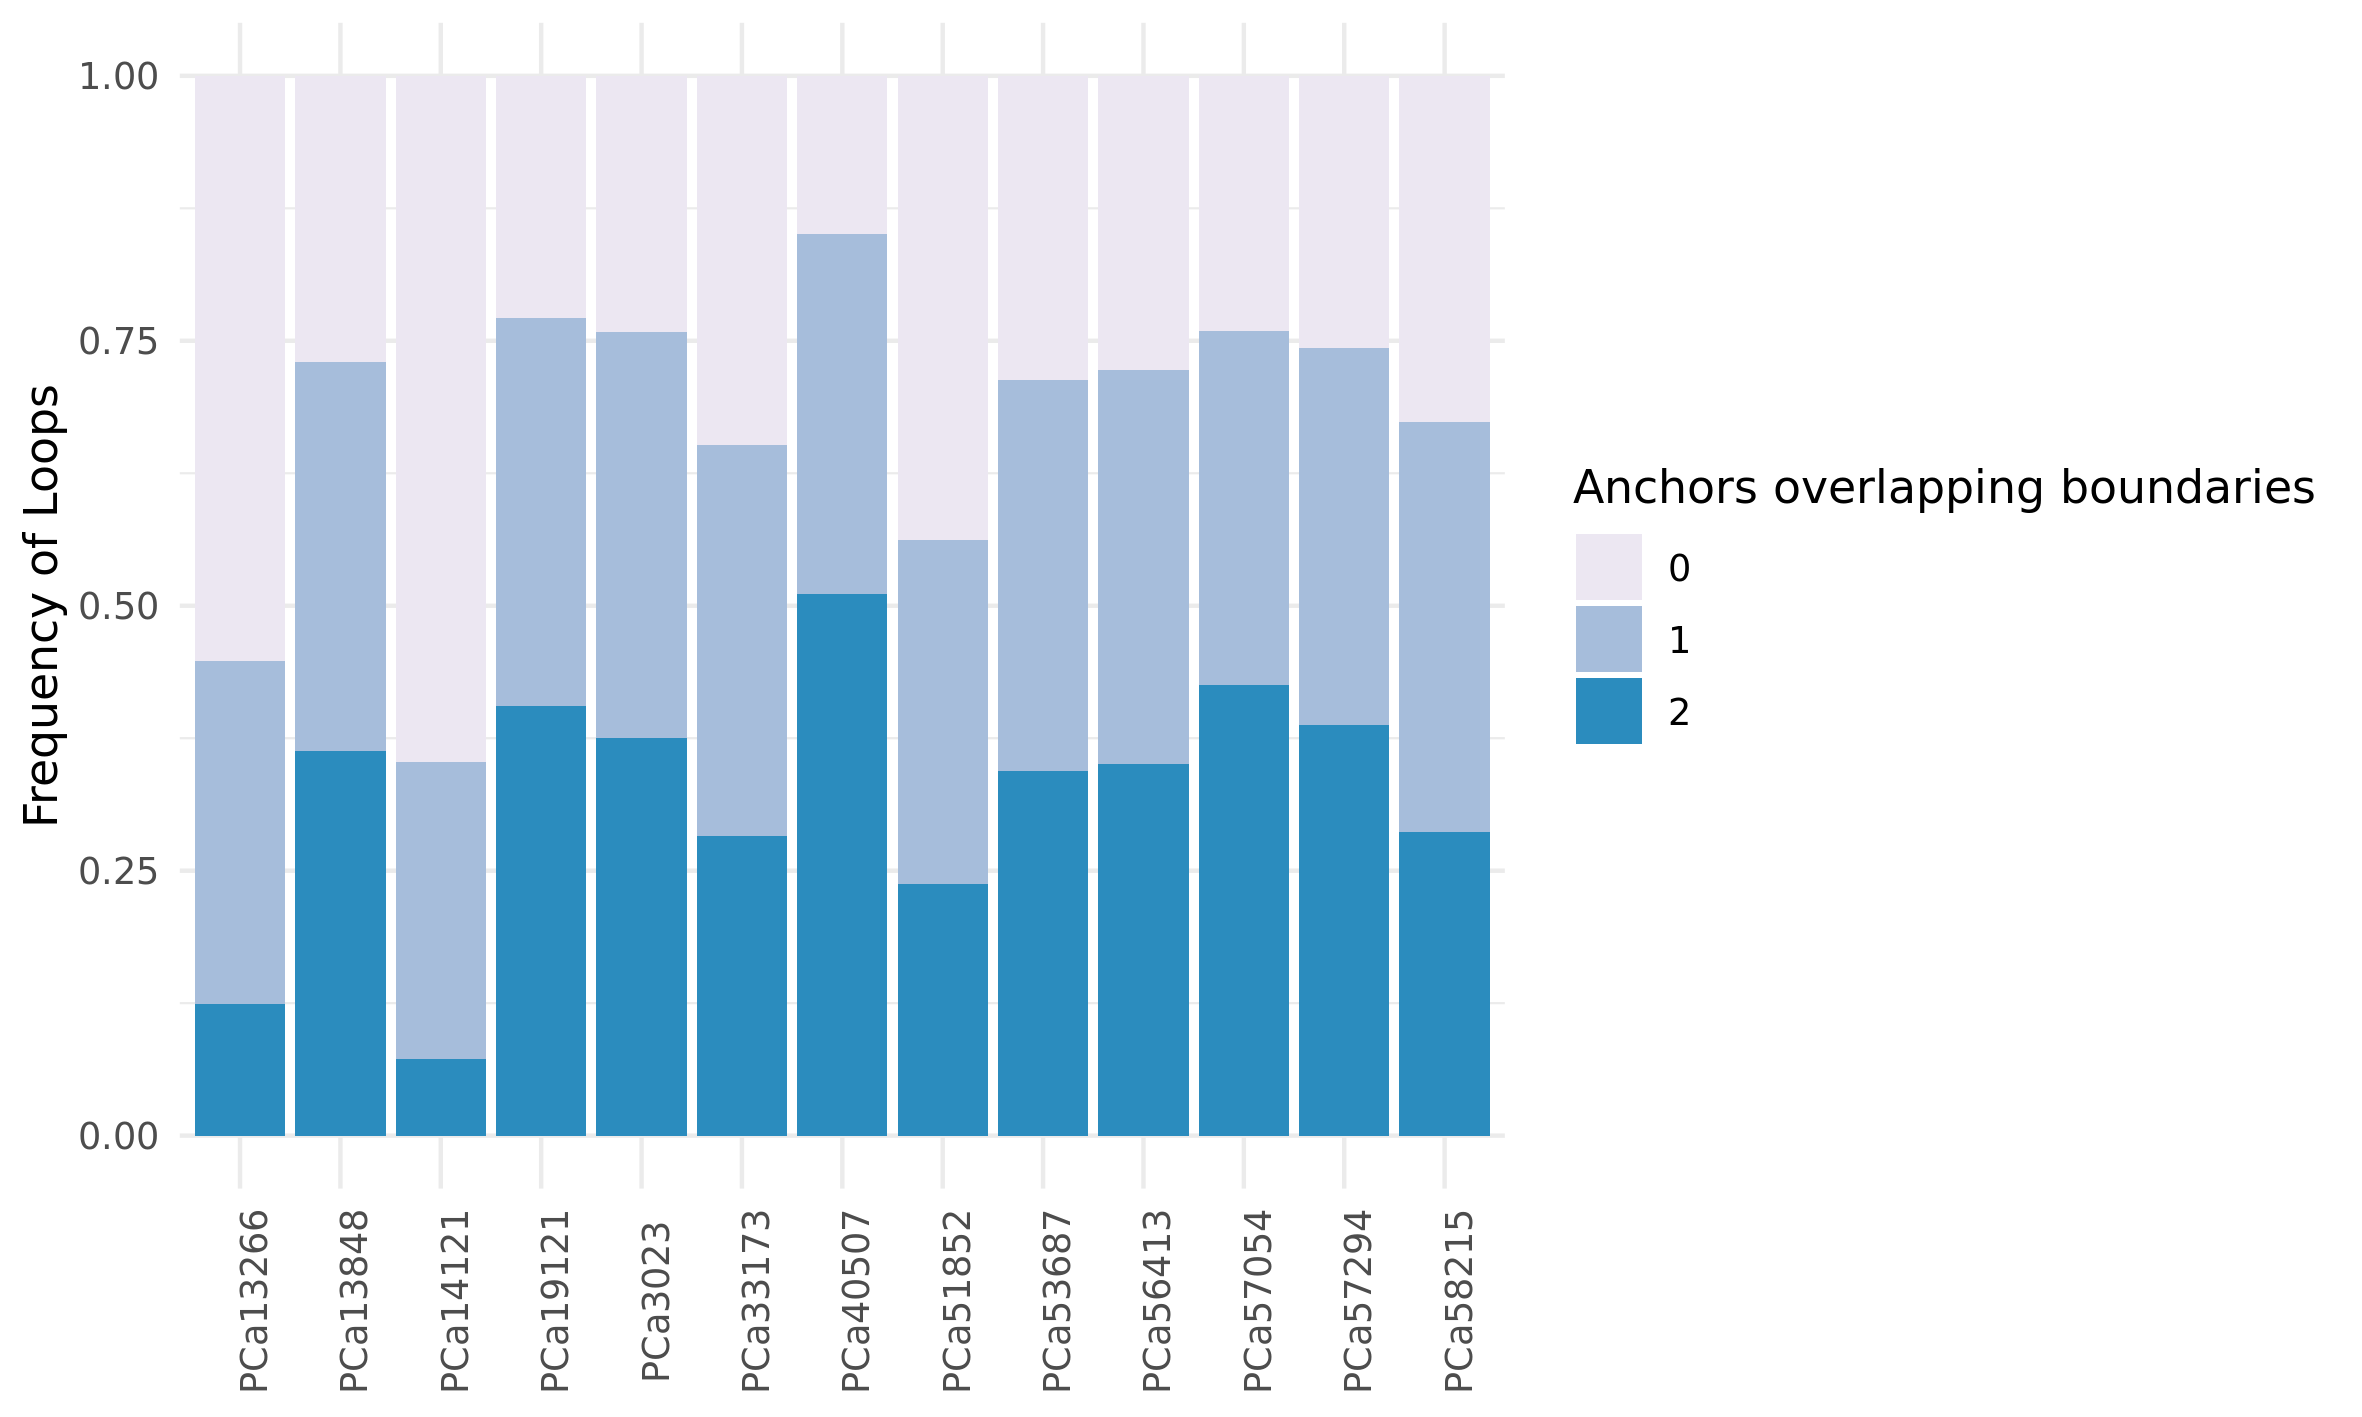 1.00
0.75
0.50
0.25
0.00
Frequency of Loops
PCa13266
PCa13848
PCa14121
PCa19121
PCa3023
PCa33173
PCa40507
PCa51852
PCa53687
PCa56413
PCa57054
PCa57294
PCa58215
Anchors overlapping boundaries
0
1
2